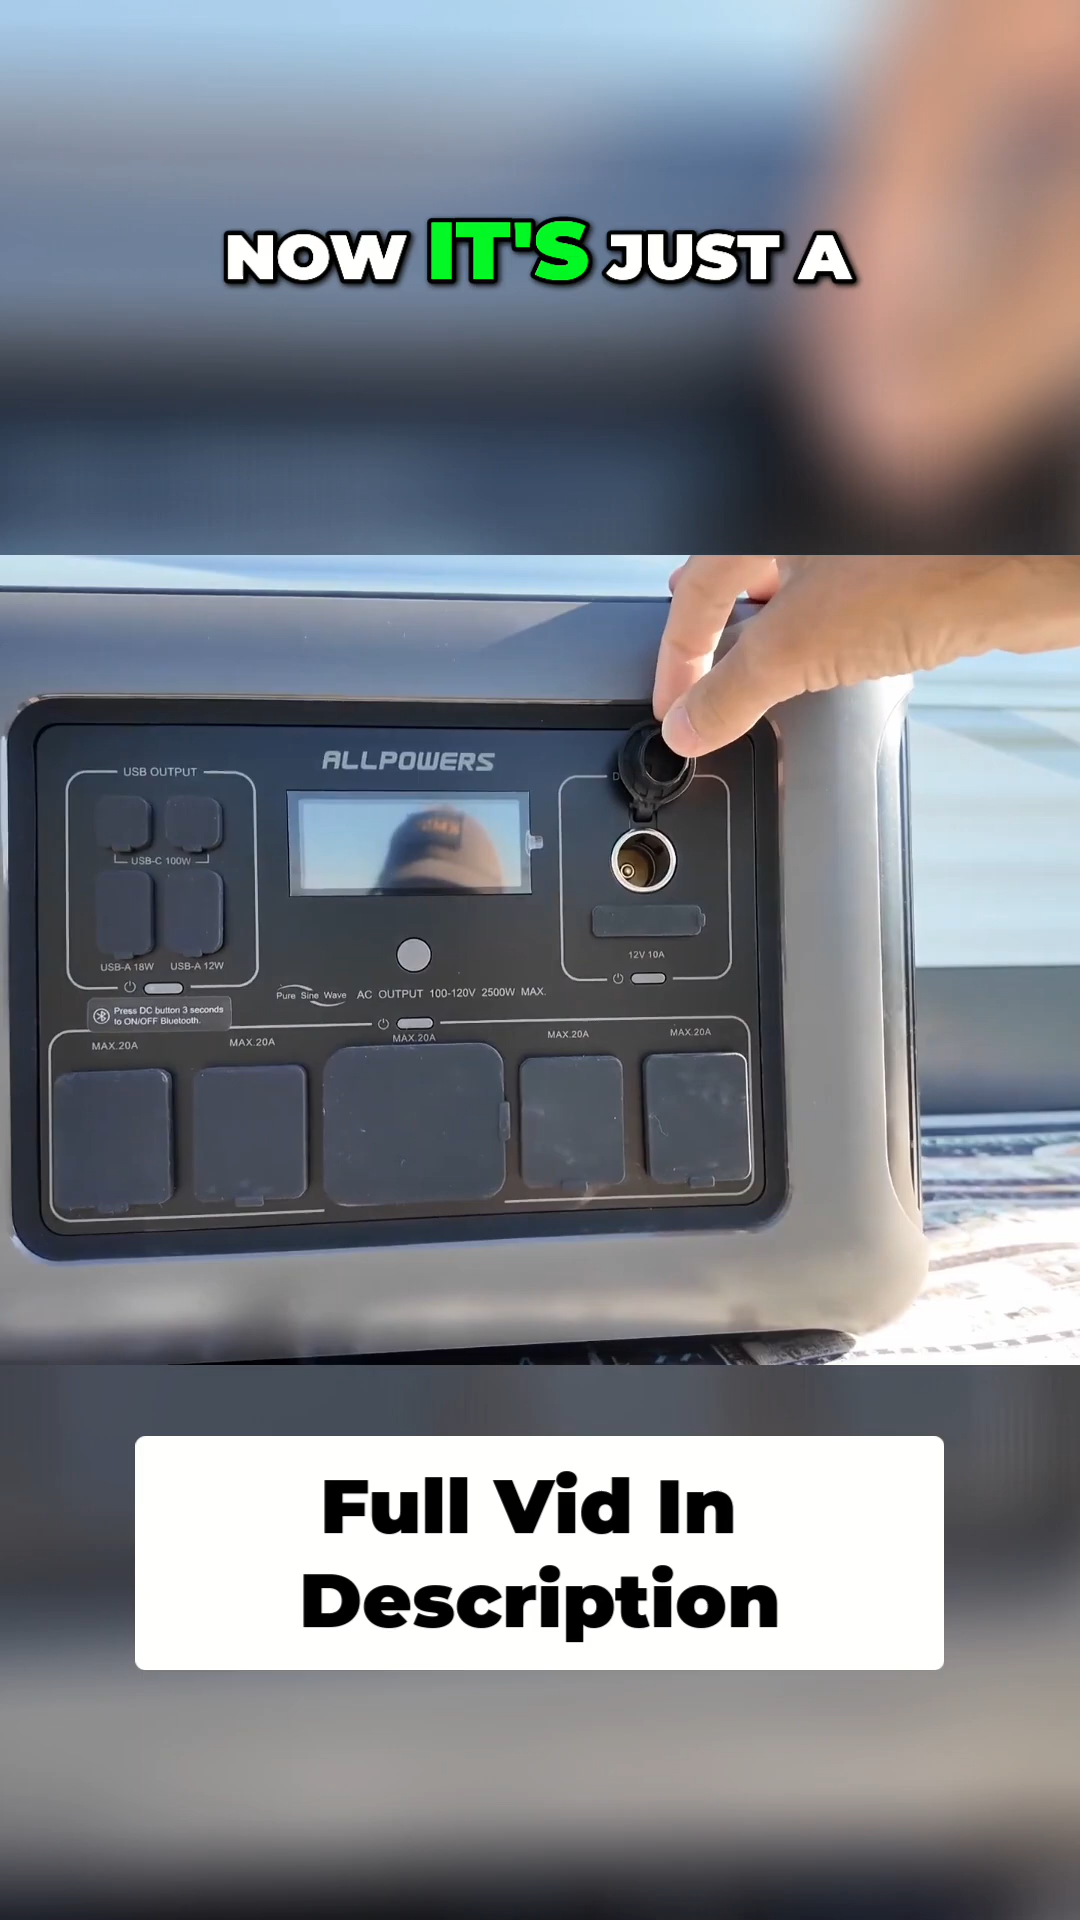 NOW IT'S JUST A
ALLPOWERS
USB OUTPUT
USB-C 100W
USB-A 18W USB-A 12W
Press DC button 3 seconds
to ON/OFF Bluetooth.
12V 10A
Pure Sine Wave AC OUTPUT 100-120V 2500W MAX.
MAX.20A MAX.20A MAX.20A MAX.20A MAX.20A
Full Vid In
Description